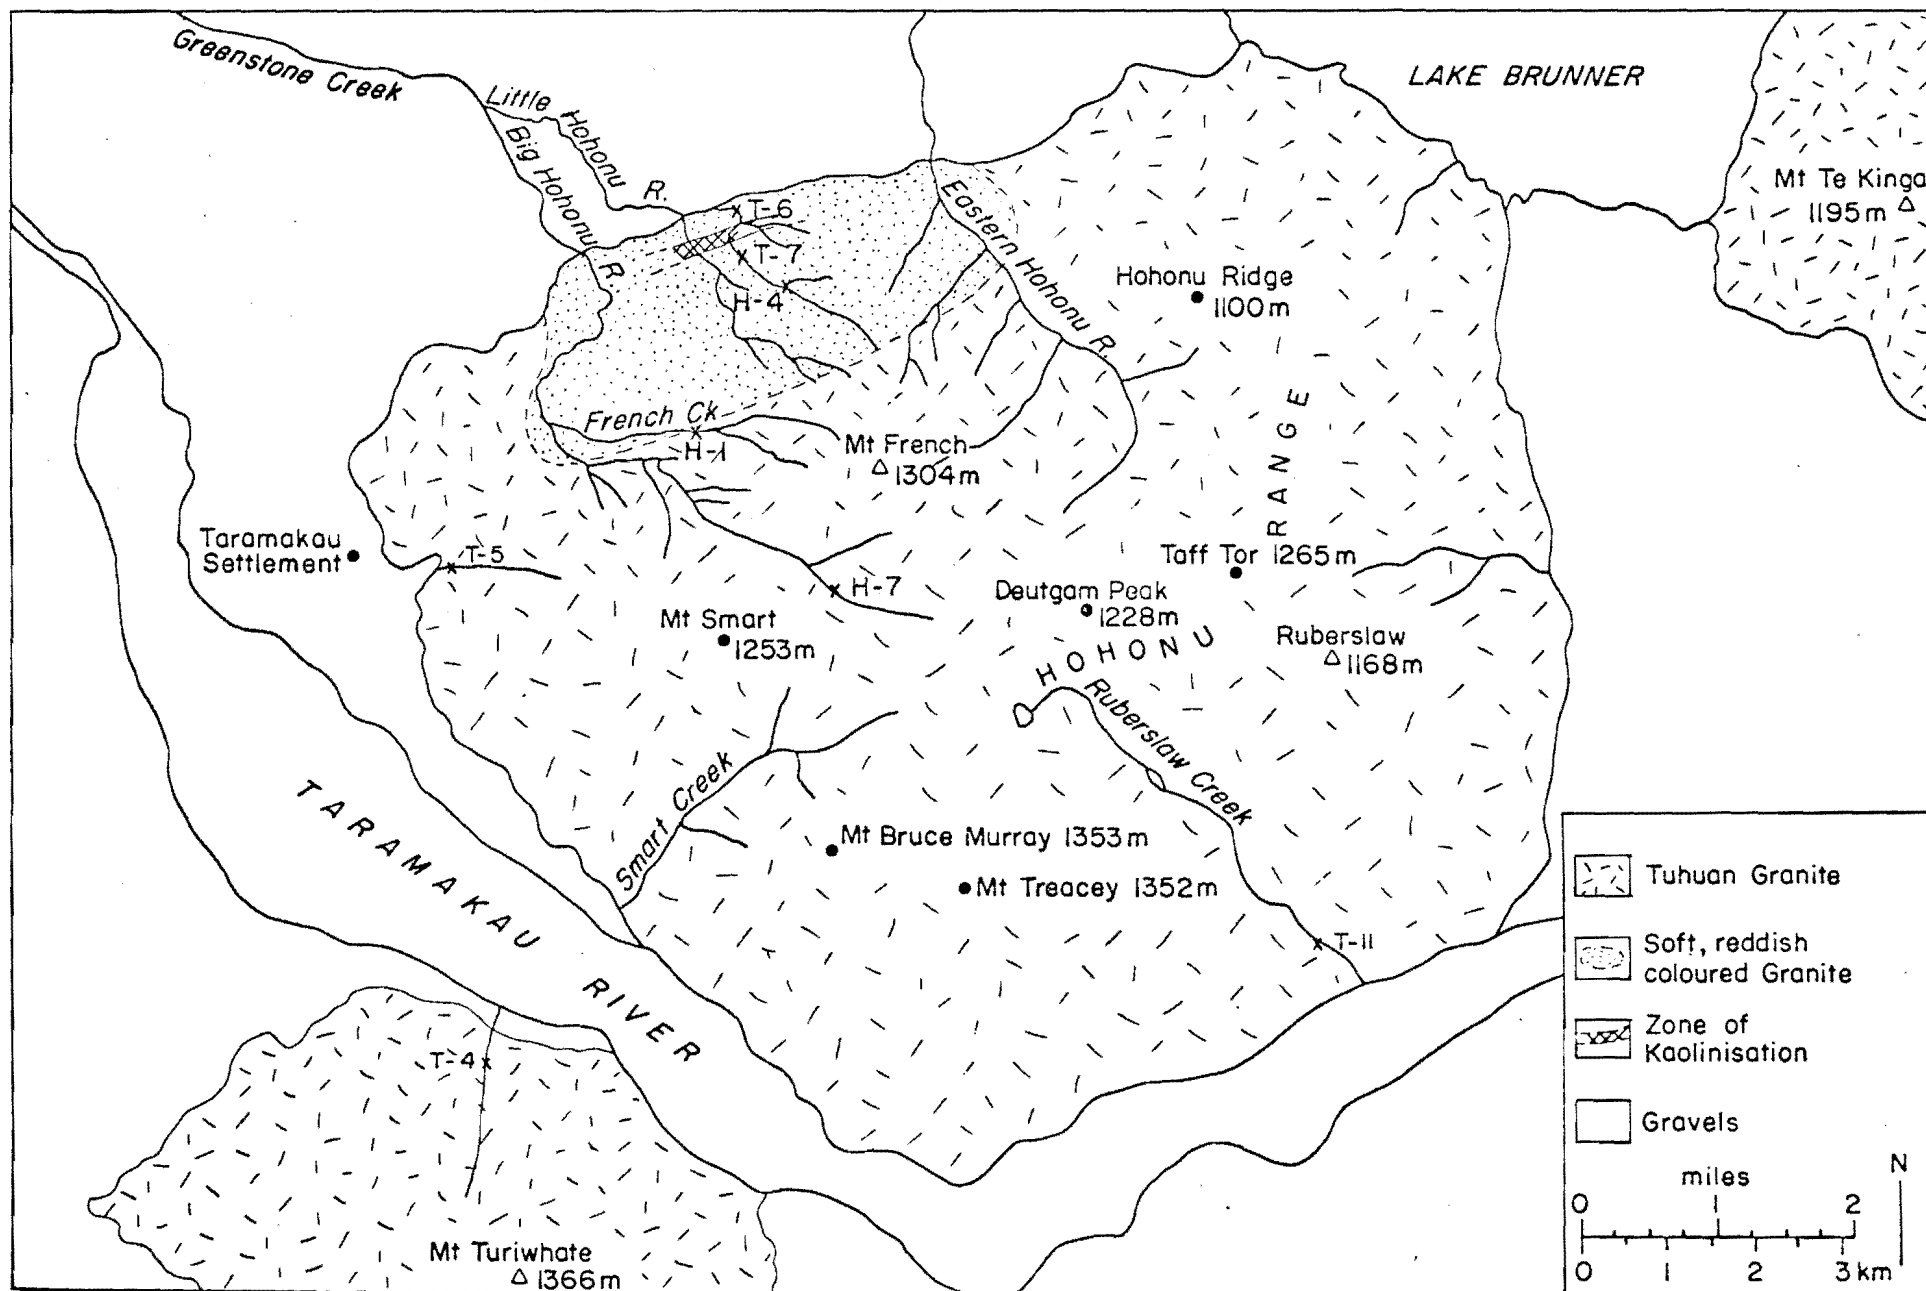 Greenstone Creek
Little Hohonu R.
Big Hohonu R.
LAKE BRUNNER
Mt Te Kinga
1195m
T-6
T-7
H-4
Eastern Hohonu R.
Hohonu Ridge
1100m
French Ck
H-1
Mt French
1304m
Taramakau
Settlement
T-5
H-7
Mt Smart
1253m
Deutgam Peak
1228m
Taff Tor 1265m
Ruberslaw
1168m
HOHONU RANGE
Ruberslaw Creek
Smart Creek
Mt Bruce Murray 1353m
Mt Treacey 1352m
T-11
TARAMAKAU RIVER
T-4
Mt Turiwhate
1366m
Tuhuan Granite
Soft, reddish
coloured Granite
Zone of
Kaolinisation
Gravels
miles
0 1 2
N
0 1 2 3 km